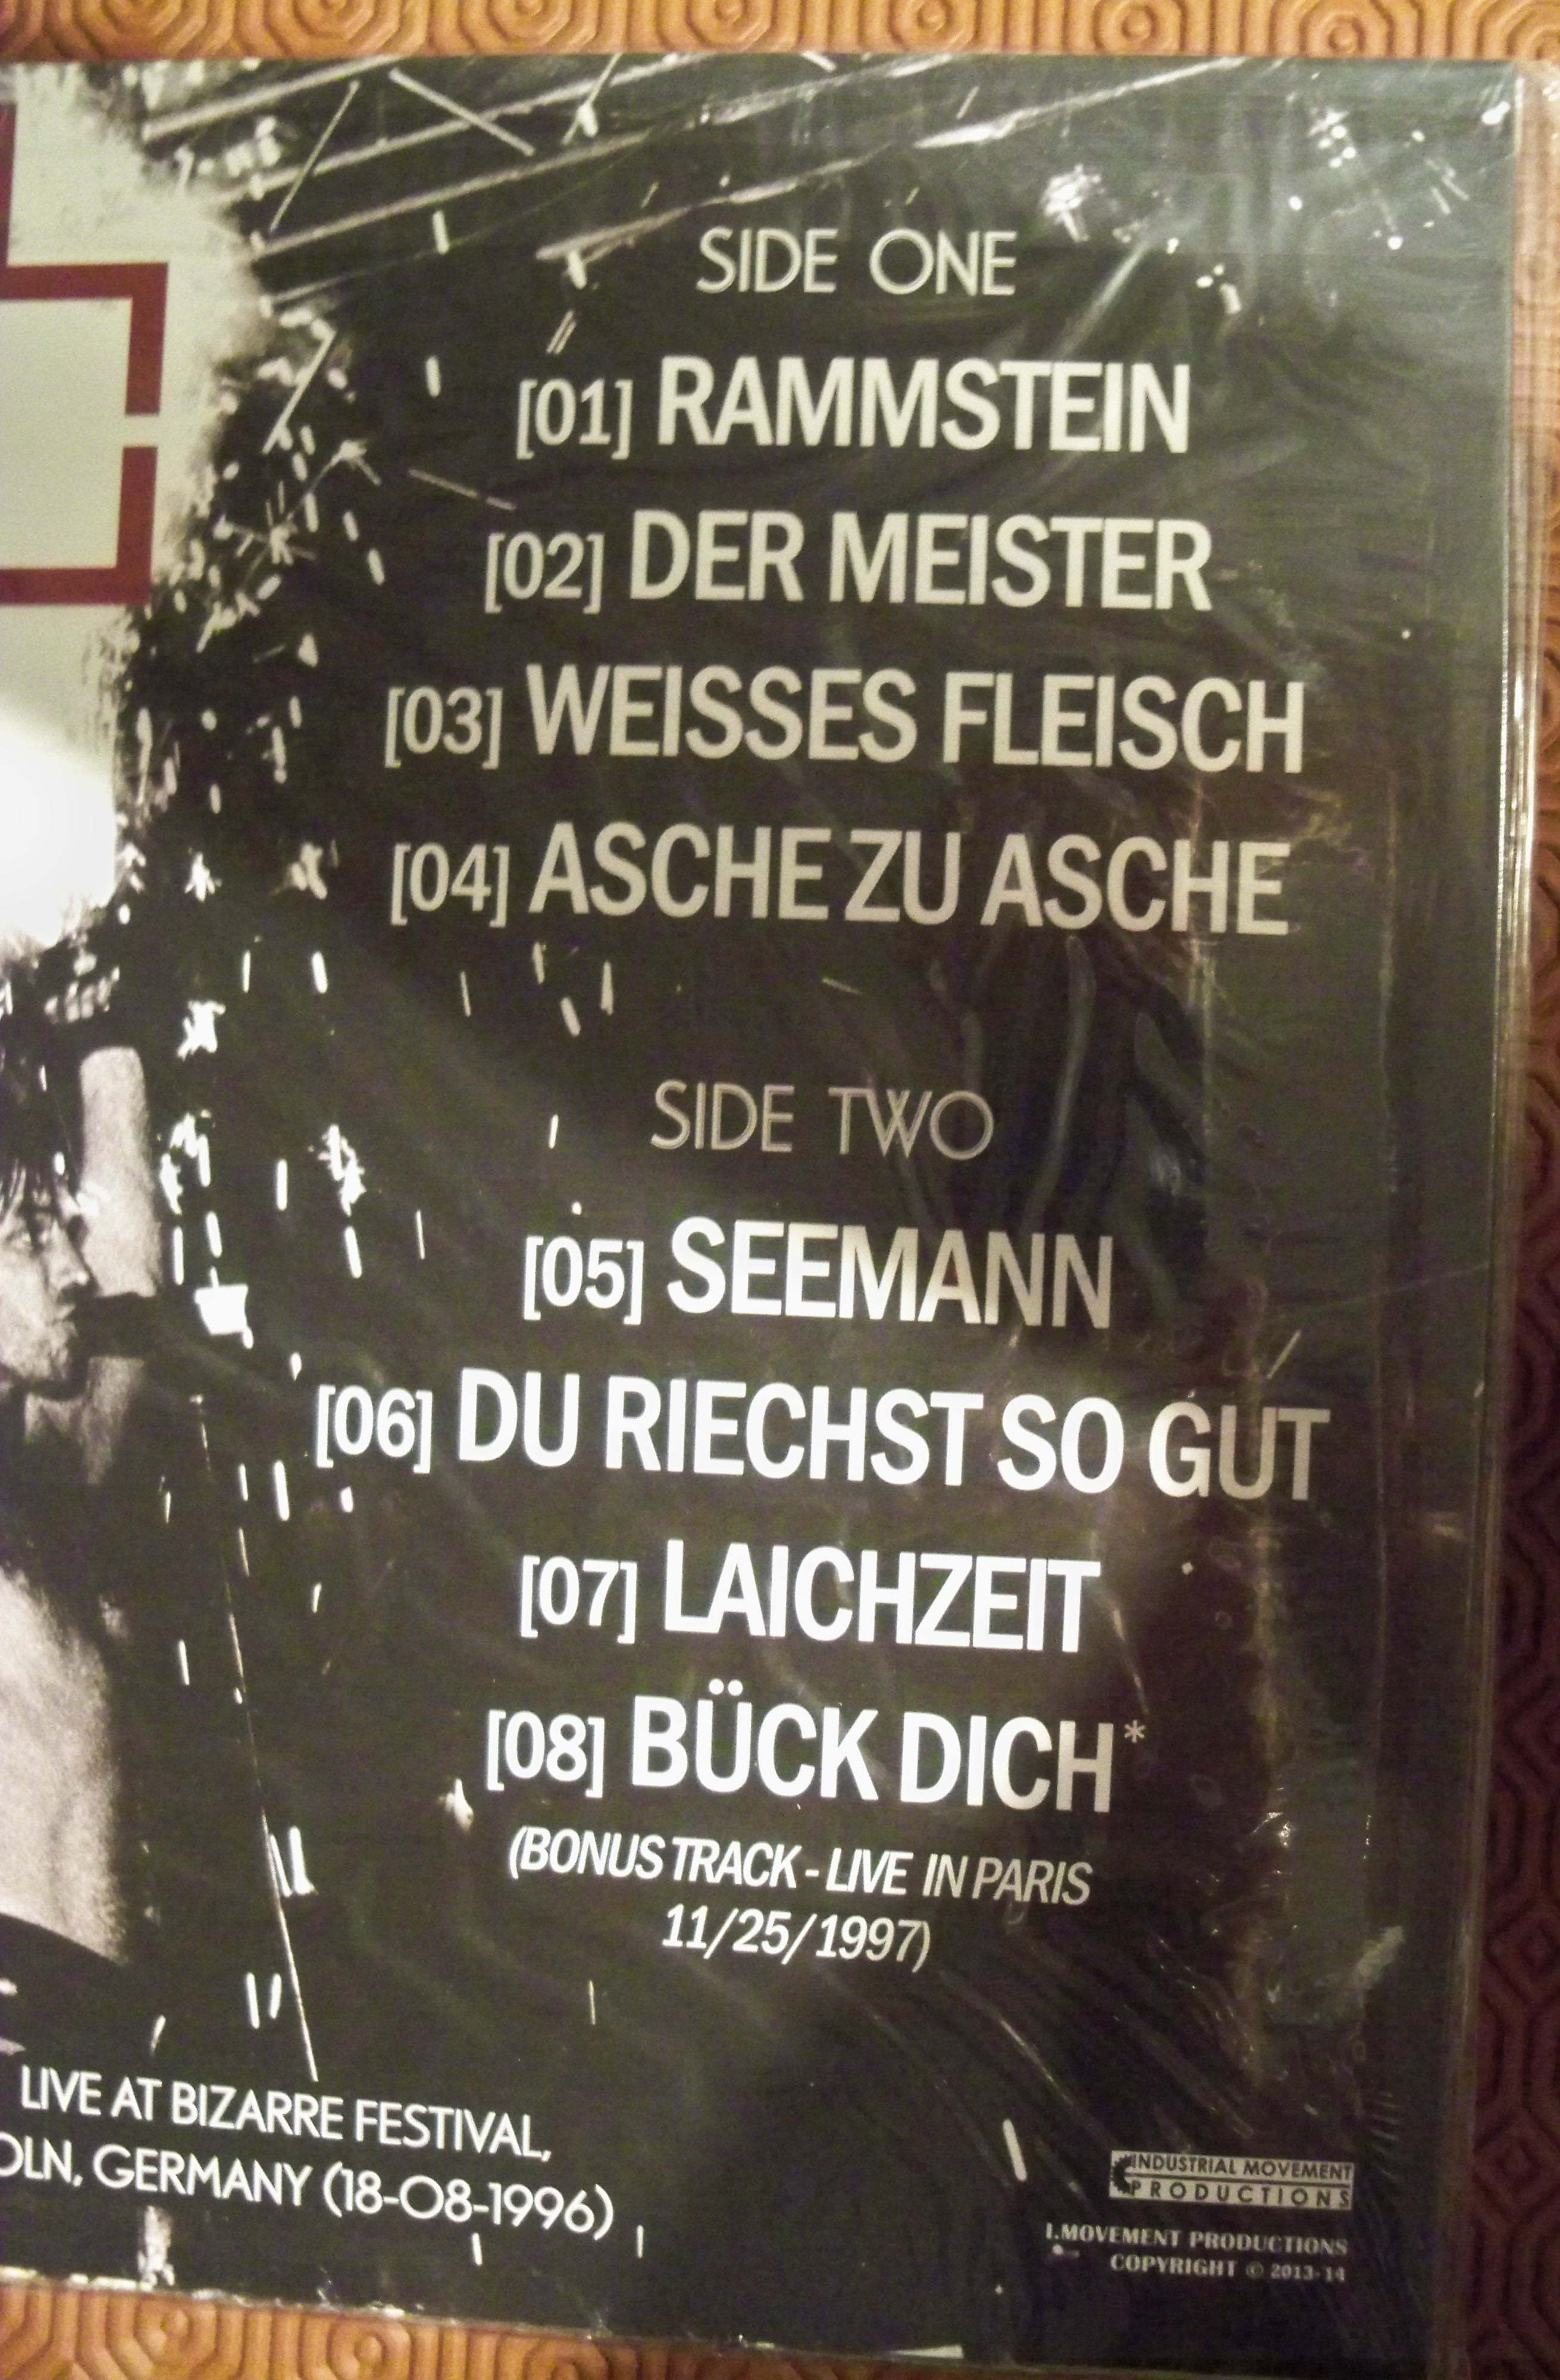 SIDE ONE
[01] RAMMSTEIN
[02] DER MEISTER
[03] WEISSES FLEISCH
[04] ASCHE ZU ASCHE
SIDE TWO
[05] SEEMANN
[06] DU RIECHST SO GUT
[07] LAICHZEIT
[08] BÜCK DICH*
(BONUS TRACK - LIVE IN PARIS
11/25/1997)
LIVE AT BIZARRE FESTIVAL,
OLN, GERMANY (18-08-1996)
INDUSTRIAL MOVEMENT
PRODUCTIONS
I.MOVEMENT PRODUCTIONS
COPYRIGHT © 2013-14